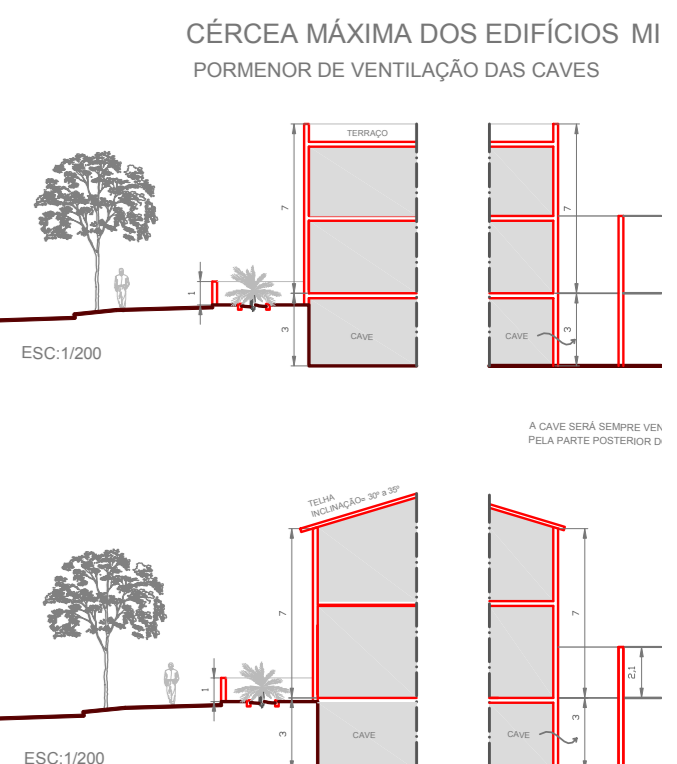 CÉRCEA MÁXIMA DOS EDIFÍCIOS MI
PORMENOR DE VENTILAÇÃO DAS CAVES
TERRAÇO
7
7
1
3
CAVE
CAVE
3
ESC:1/200
A CAVE SERÁ SEMPRE VEN
PELA PARTE POSTERIOR D
TELHA
INCLINAÇÃO= 30º a 35º
7
7
1
2,1
3
CAVE
CAVE
3
ESC:1/200